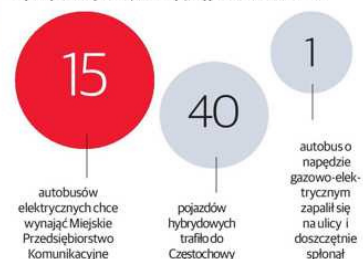 15
autobusów
elektrycznych chce
wynająć Miejskie
Przedsiębiorstwo
Komunikacyjne
40
pojazdów
hybrydowych
trafiło do
Częstochowy
1
autobus o
napędzie
gazowo-elek-
trycznym
zapalił się
na ulicy i
doszczętnie
spłonął